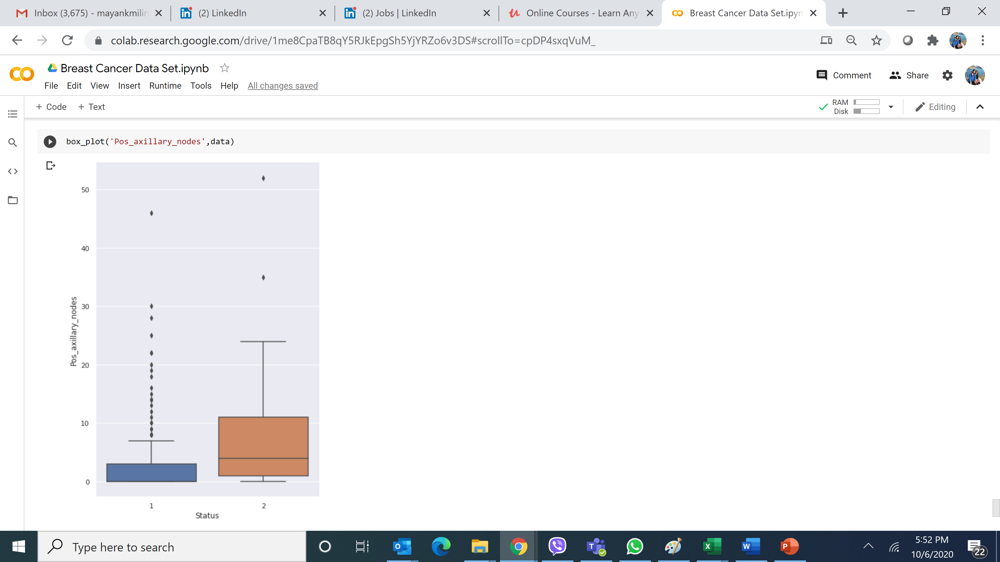 Inbox (3,675) - mayankmilin
(2) LinkedIn
(2) Jobs | LinkedIn
Online Courses - Learn Any
Breast Cancer Data Set.ipyn
colab.research.google.com/drive/1me8CpaTB8qY5RJkEpgSh5YjYRZo6v3DS#scrollTo=cpDP4sxqVuM_
Breast Cancer Data Set.ipynb
Comment
Share
File Edit View Insert Runtime Tools Help All changes saved
+ Code + Text
RAM
Disk
Editing
box_plot('Pos_axillary_nodes',data)
50
40
30
20
10
0
Pos_axillary_nodes
1 2
Status
Type here to search
5:52 PM
10/6/2020
22